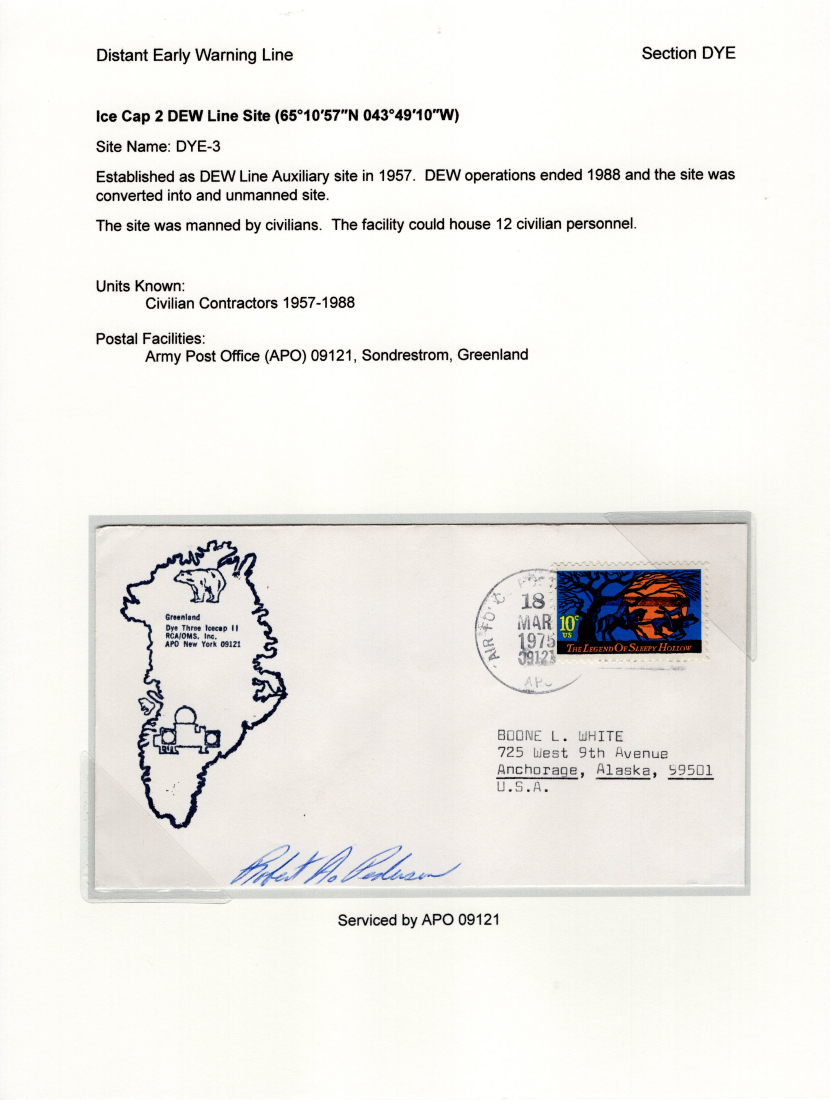 Distant Early Warning Line
Section DYE
Ice Cap 2 DEW Line Site (65°10'57"N 043°49'10"W)
Site Name: DYE-3
Established as DEW Line Auxiliary site in 1957. DEW operations ended 1988 and the site was
converted into and unmanned site.
The site was manned by civilians. The facility could house 12 civilian personnel.
Units Known:
Civilian Contractors 1957-1988
Postal Facilities:
Army Post Office (APO) 09121, Sondrestrom, Greenland
Greenland
Dye Three Icecap II
RCA/OMS, Inc.
APO New York 09121
18
MAR
1975
09121
APO
10c
US
THE LEGEND OF SLEEPY HOLLOW
BOONE L. WHITE
725 West 9th Avenue
Anchorage, Alaska, 99501
U.S.A.
Robert A. Pedersen
Serviced by APO 09121